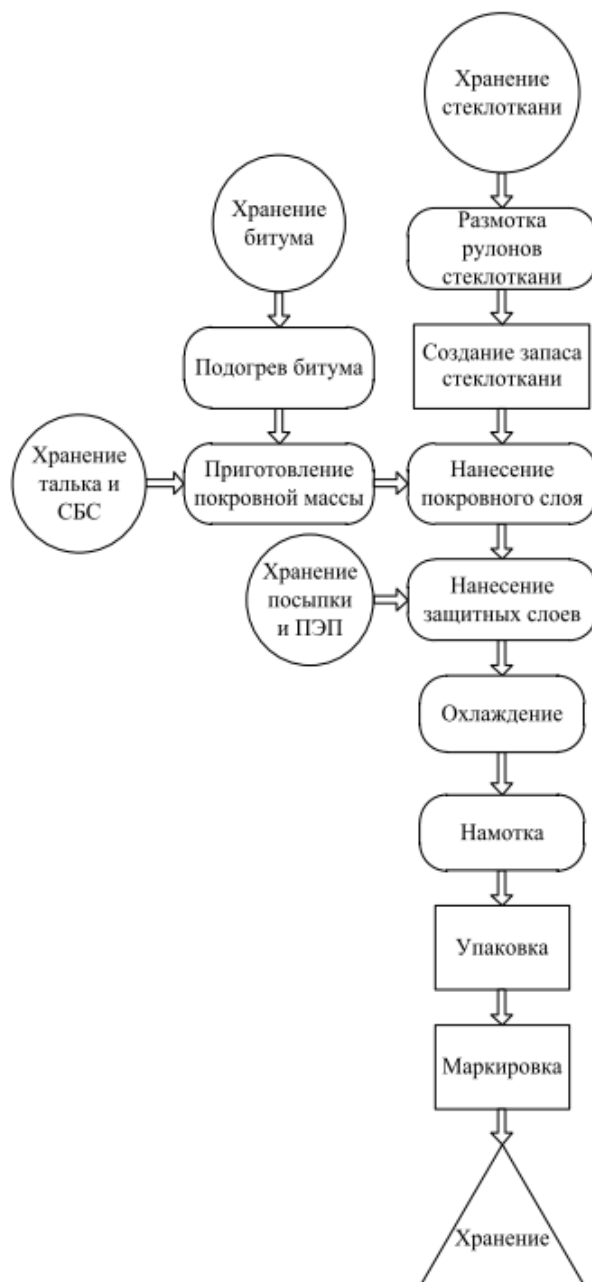 Хранение
стеклоткани
Хранение
битума
Размотка
рулонов
стеклоткани
Подогрев битума
Создание запаса
стеклоткани
Хранение
талька и
СБС
Приготовление
покровной массы
Нанесение
покровного слоя
Хранение
посыпки
и ПЭП
Нанесение
защитных слоев
Охлаждение
Намотка
Упаковка
Маркировка
Хранение